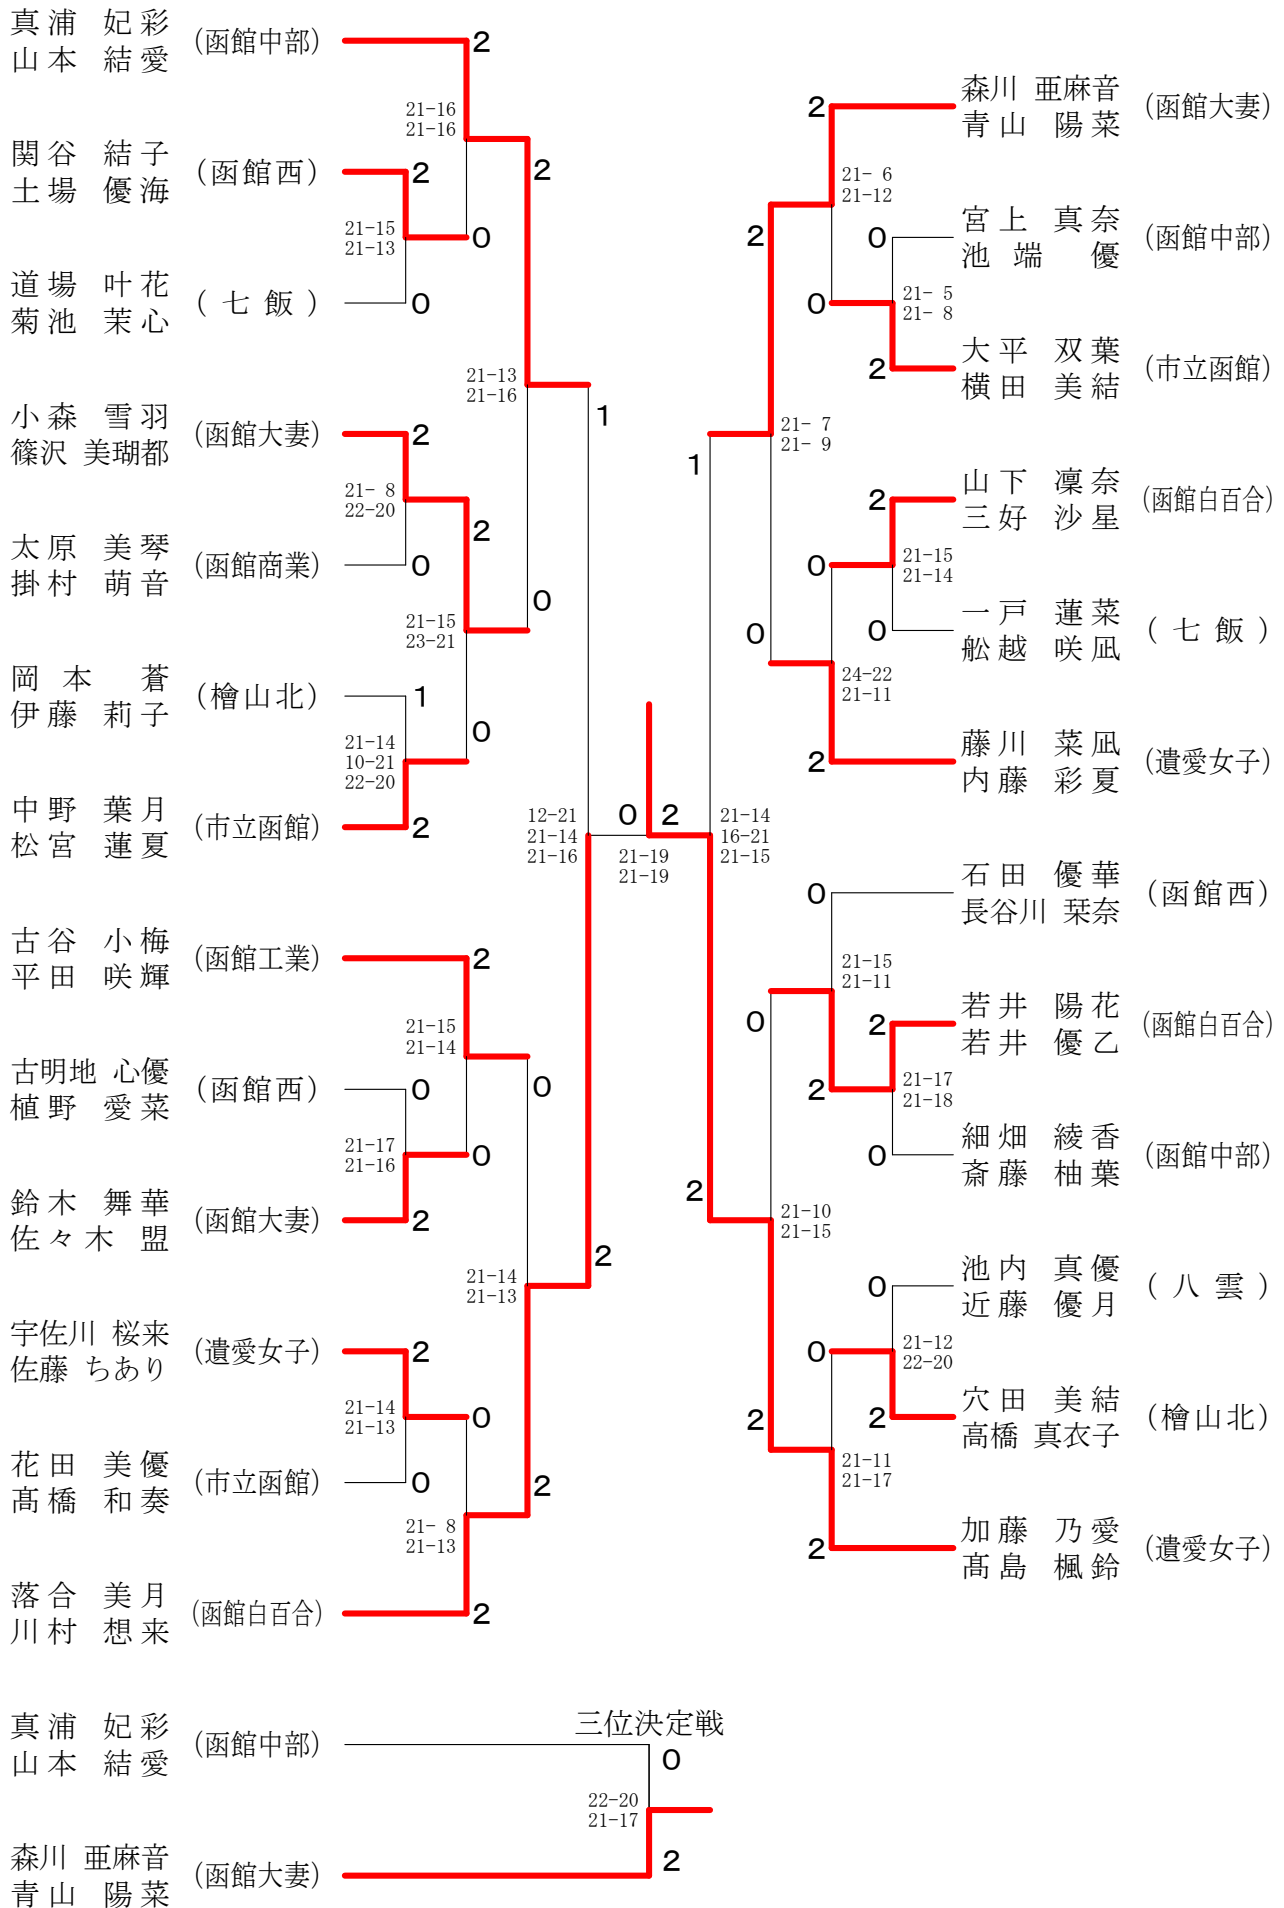 真浦 妃彩
山本 結愛
(函館中部)
2
21-16
21-16
関谷 結子
土場 優海
(函館西)
2
2
21-15
21-13
0
道場 叶花
菊池 茉心
(七飯)
0
21-13
21-16
1
小森 雪羽
篠沢 美瑚都
(函館大妻)
2
21- 8
22-20
2
太原 美琴
掛村 萌音
(函館商業)
0
0
21-15
23-21
岡本 蒼
伊藤 莉子
(檜山北)
1
0
21-14
10-21
22-20
中野 葉月
松宮 蓮夏
(市立函館)
2
12-21
21-14
21-16
0
2
21-19
21-19
古谷 小梅
平田 咲輝
(函館工業)
2
21-15
21-14
古明地 心優
植野 愛菜
(函館西)
0
0
21-17
21-16
0
鈴木 舞華
佐々木 盟
(函館大妻)
2
21-14
21-13
2
宇佐川 桜来
佐藤 ちあり
(遺愛女子)
2
21-14
21-13
0
花田 美優
髙橋 和奏
(市立函館)
0
2
21- 8
21-13
落合 美月
川村 想来
(函館白百合)
2
2
森川 亜麻音
青山 陽菜
(函館大妻)
21- 6
21-12
2
0
宮上 真奈
池端 優
(函館中部)
0
21- 5
21- 8
2
大平 双葉
横田 美結
(市立函館)
1
21- 7
21- 9
2
山下 凜奈
三好 沙星
(函館白百合)
0
21-15
21-14
0
0
一戸 蓮菜
舩越 咲凪
(七飯)
24-22
21-11
2
藤川 菜凪
内藤 彩夏
(遺愛女子)
21-14
16-21
21-15
0
石田 優華
長谷川 栞奈
(函館西)
21-15
21-11
0
2
若井 陽花
若井 優乙
(函館白百合)
2
21-17
21-18
0
細畑 綾香
斎藤 柚葉
(函館中部)
2
21-10
21-15
0
池内 真優
近藤 優月
(八雲)
0
21-12
22-20
2
2
穴田 美結
高橋 真衣子
(檜山北)
21-11
21-17
2
加藤 乃愛
髙島 楓鈴
(遺愛女子)
三位決定戦
真浦 妃彩
山本 結愛
(函館中部)
0
22-20
21-17
森川 亜麻音
青山 陽菜
(函館大妻)
2